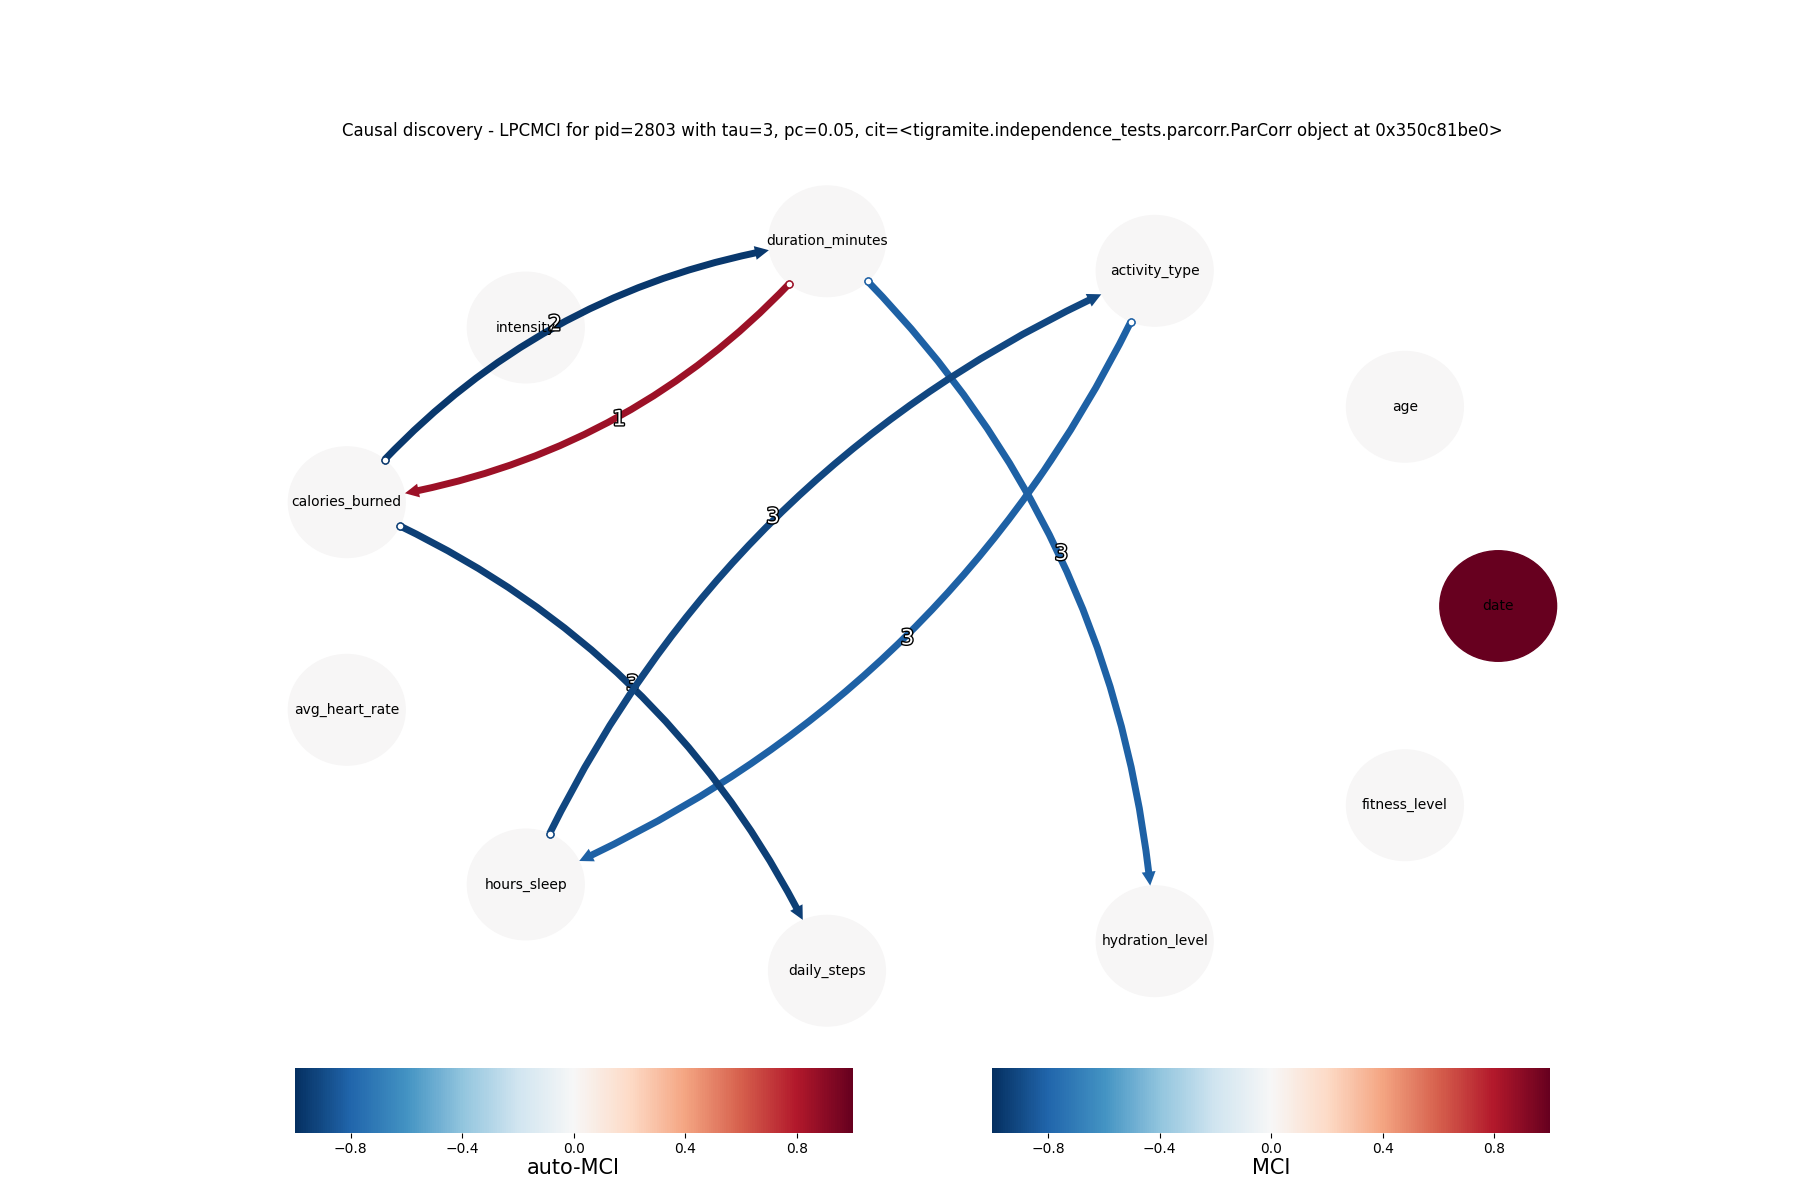 Causal discovery - LPCMCI for pid=2803 with tau=3, pc=0.05, cit=<tigramite.independence_tests.parcorr.ParCorr object at 0x350c81be0>
duration_minutes
activity_type
intensity
2
age
1
calories_burned
3
3
date
3
3
avg_heart_rate
fitness_level
hours_sleep
hydration_level
daily_steps
−0.8 −0.4 0.0 0.4 0.8
auto-MCI
−0.8 −0.4 0.0 0.4 0.8
MCI